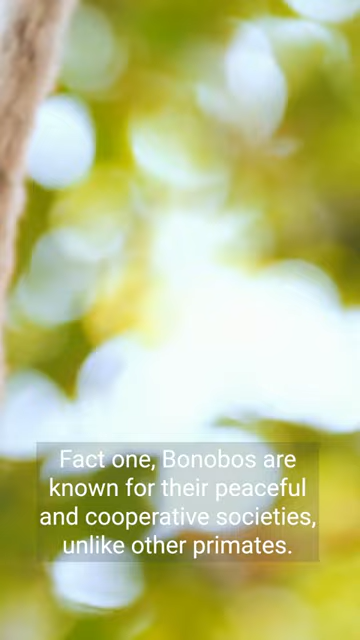 Fact one, Bonobos are
known for their peaceful
and cooperative societies,
unlike other primates.